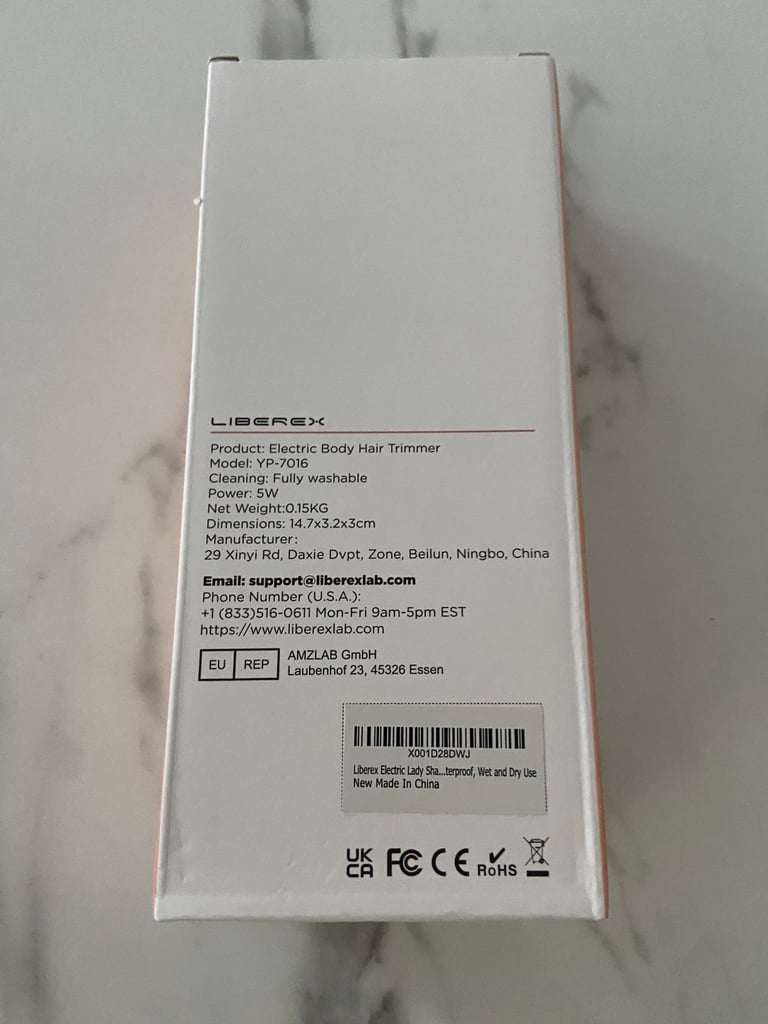 LIBEREX
Product: Electric Body Hair Trimmer
Model: YP-7016
Cleaning: Fully washable
Power: 5W
Net Weight:0.15KG
Dimensions: 14.7x3.2x3cm
Manufacturer:
29 Xinyi Rd, Daxie Dvpt, Zone, Beilun, Ningbo, China
Email: support@liberexlab.com
Phone Number (U.S.A.):
+1 (833)516-0611 Mon-Fri 9am-5pm EST
https://www.liberexlab.com
EU REP
AMZLAB GmbH
Laubenhof 23, 45326 Essen
X001D28DWJ
Liberex Electric Lady Sha...terproof, Wet and Dry Use
New Made In China
UK
CA
FC CE RoHS